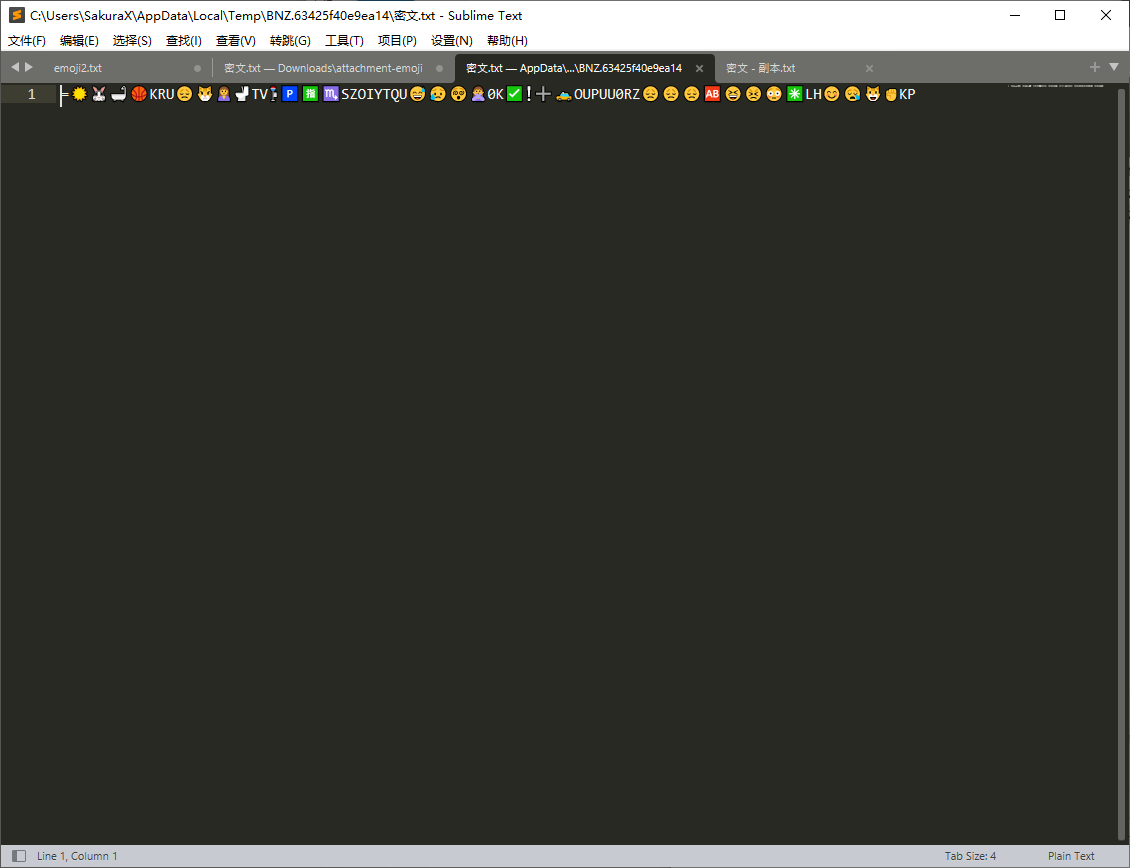 C:\Users\SakuraX\AppData\Local\Temp\BNZ.63425f40e9ea14\密文.txt - Sublime Text
文件(F) 编辑(E) 选择(S) 查找(I) 查看(V) 转跳(G) 工具(T) 项目(P) 设置(N) 帮助(H)
emoji2.txt 密文.txt — Downloads\attachment-emoji 密文.txt — AppData\...\BNZ.63425f40e9ea14 密文 - 副本.txt
1 ╞🌞🐰🛁🏀KRU😔🐱🤦‍♀️🚽TV🕴🅿🈯♏SZOIYTQU😅😥😲🙅‍♀️0K✅!➕🏊OUPUU0RZ😔😔😔🆎😆😣😳✳LH😊😪😺✊KP
Line 1, Column 1 Tab Size: 4 Plain Text